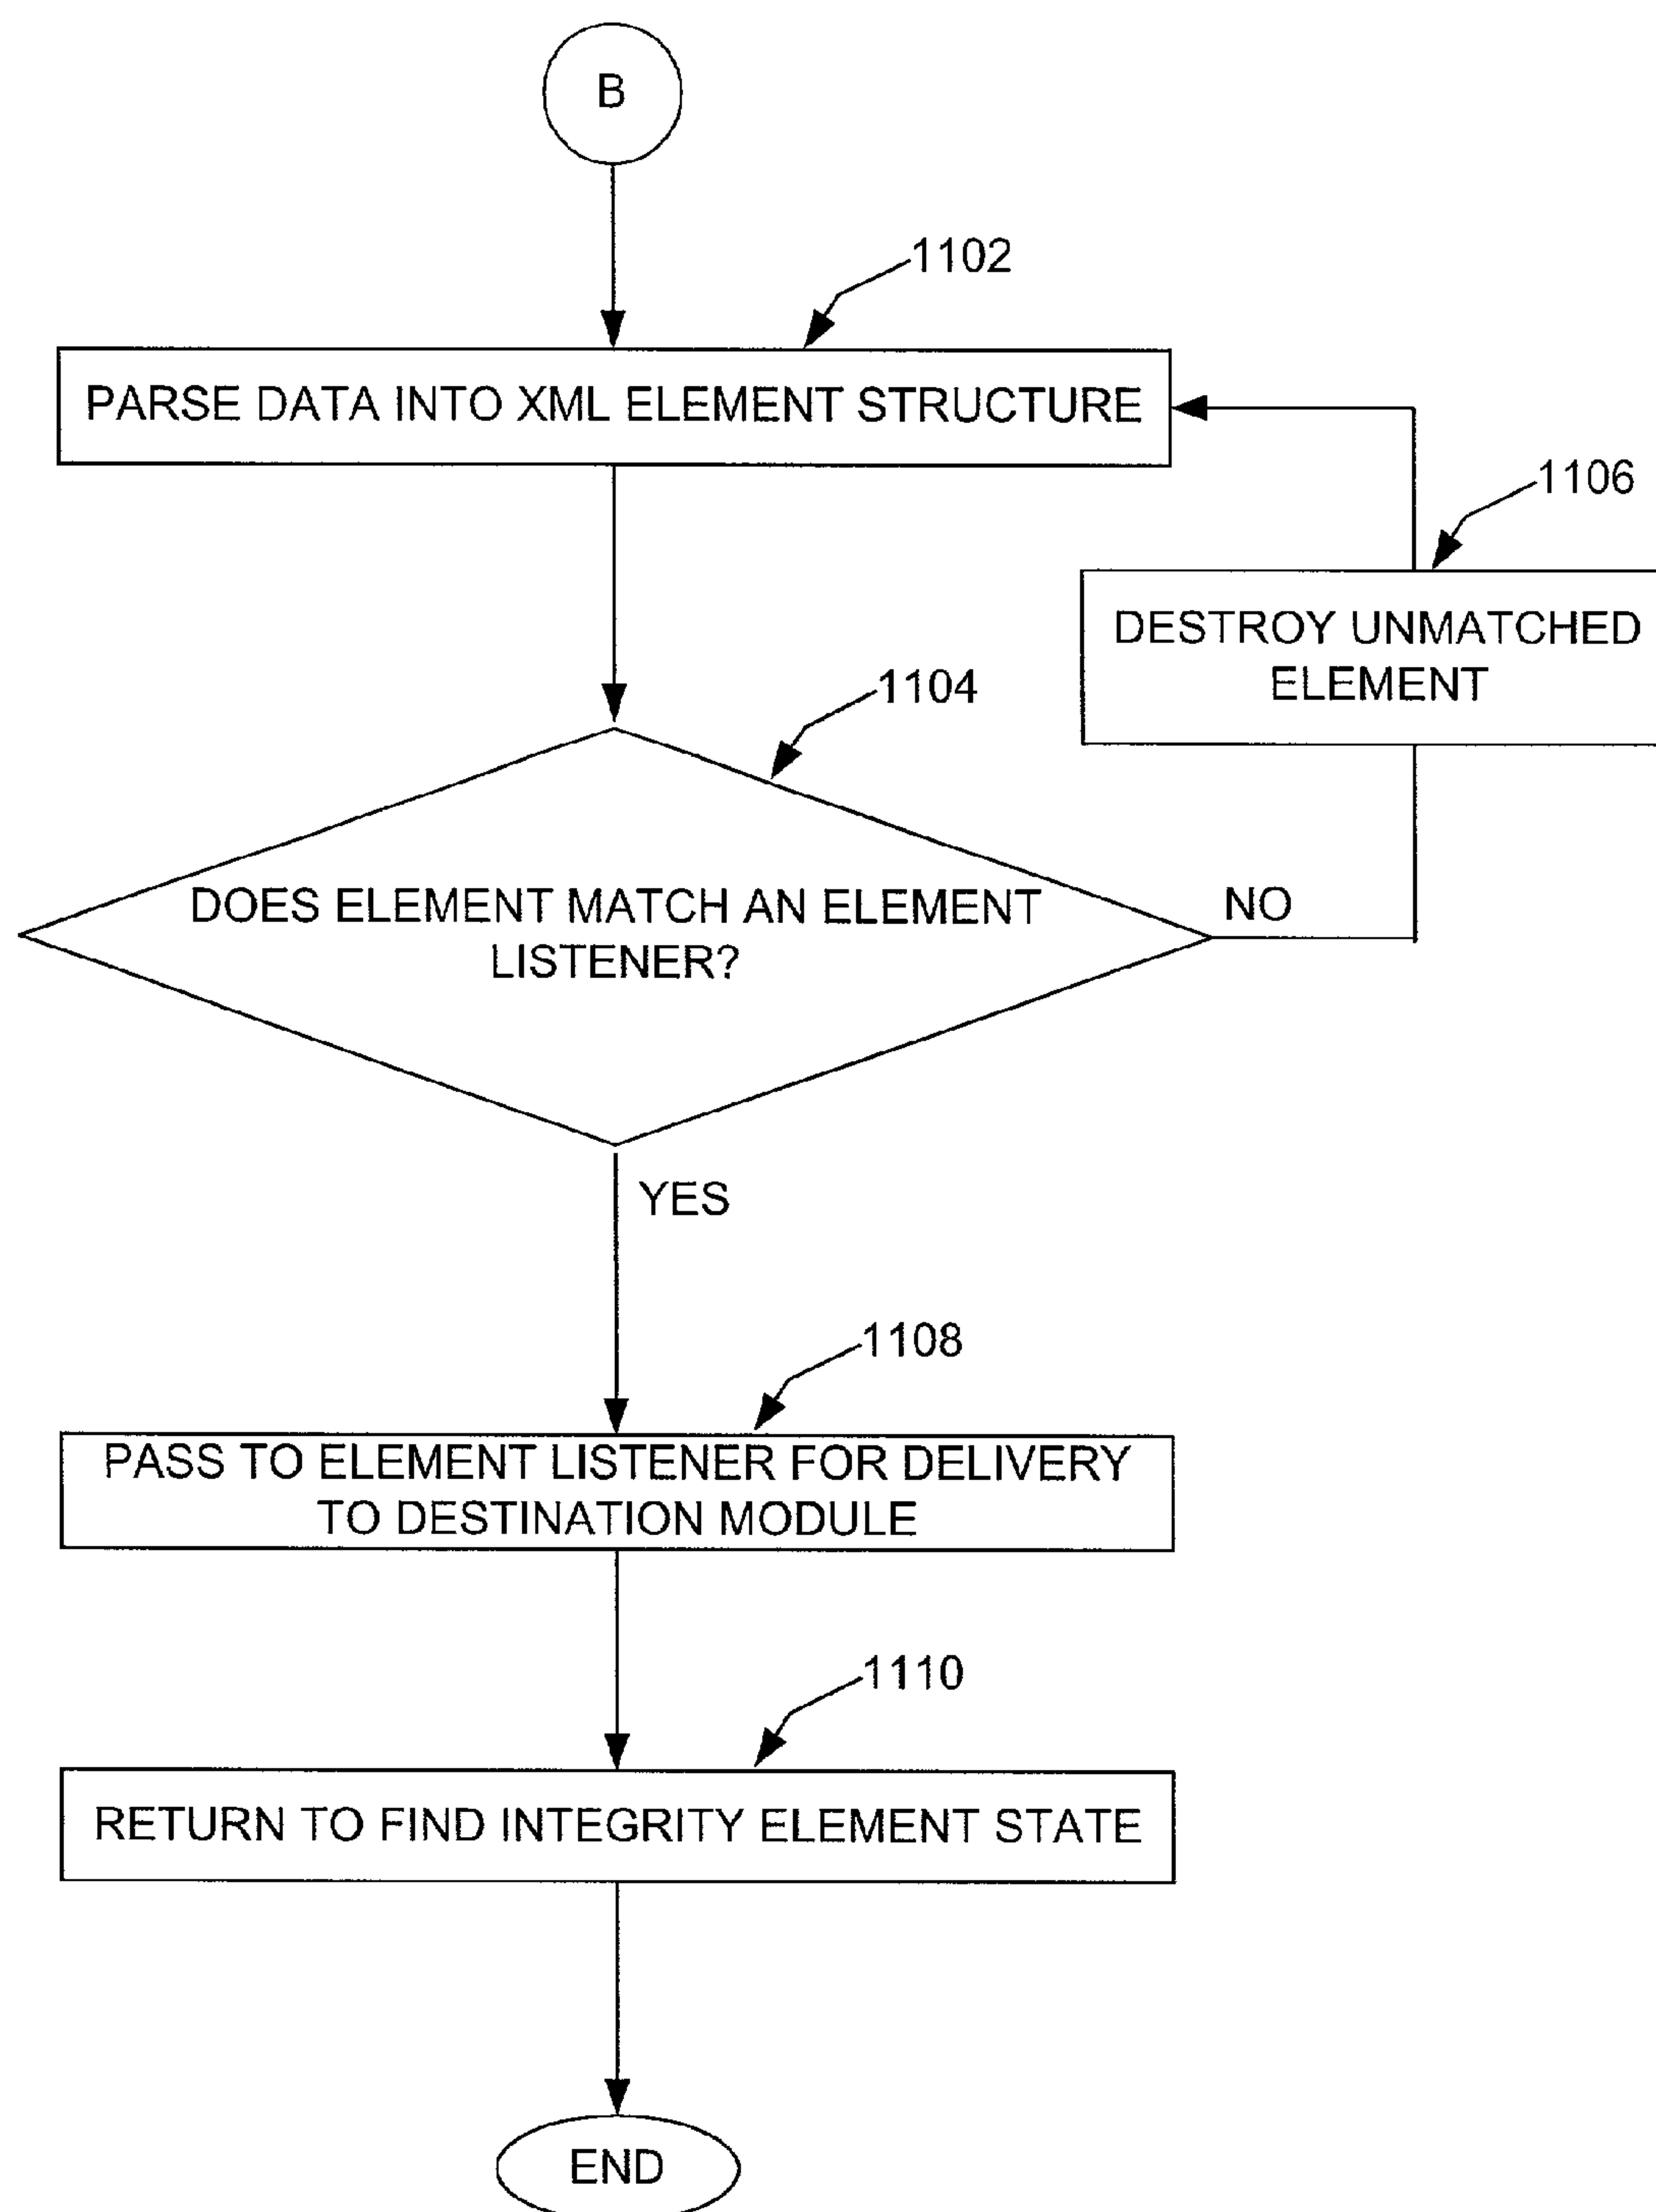 B
1102
PARSE DATA INTO XML ELEMENT STRUCTURE
1106
DESTROY UNMATCHED
ELEMENT
1104
DOES ELEMENT MATCH AN ELEMENT
LISTENER?
NO
YES
1108
PASS TO ELEMENT LISTENER FOR DELIVERY
TO DESTINATION MODULE
1110
RETURN TO FIND INTEGRITY ELEMENT STATE
END